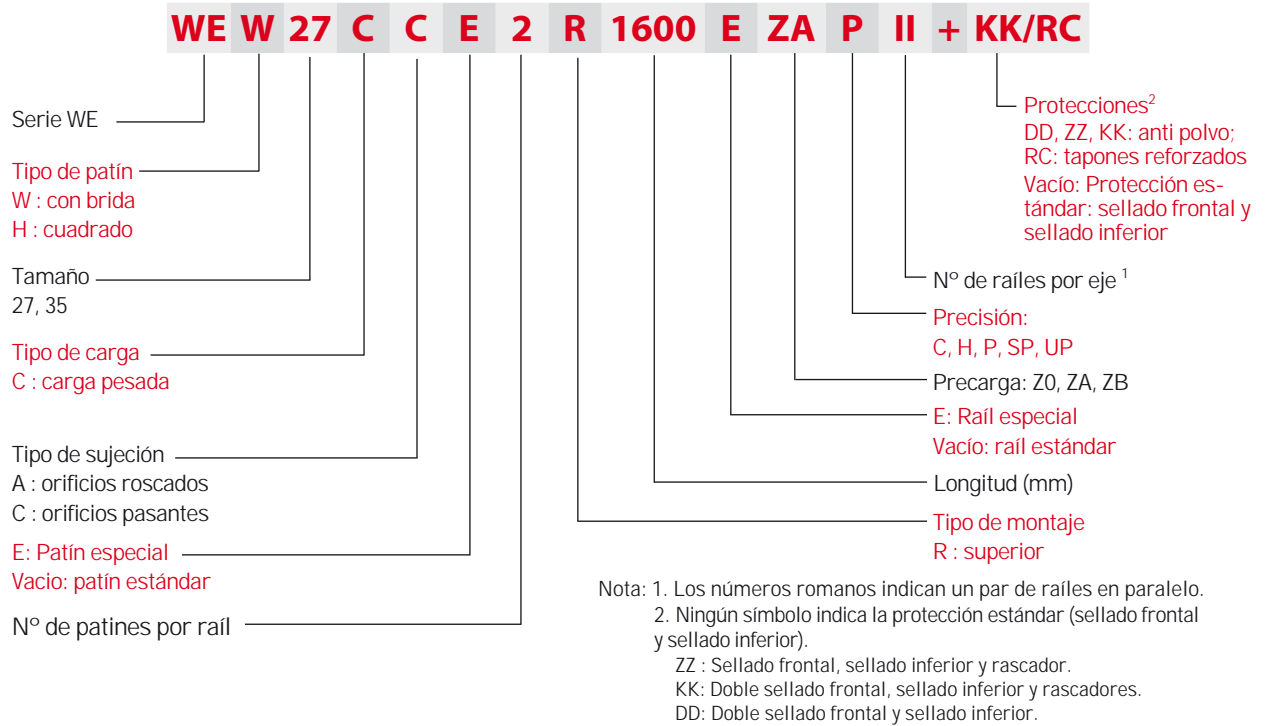 WE W 27 C C E 2 R 1600 E ZA P II + KK/RC
Serie WE
Tipo de patín
W : con brida
H : cuadrado
Tamaño
27, 35
Tipo de carga
C : carga pesada
Tipo de sujeción
A : orificios roscados
C : orificios pasantes
E: Patín especial
Vacio: patín estándar
Nº de patines por raíl
Protecciones²
DD, ZZ, KK: anti polvo;
RC: tapones reforzados
Vacío: Protección es-
tándar: sellado frontal y
sellado inferior
Nº de raíles por eje ¹
Precisión:
C, H, P, SP, UP
Precarga: Z0, ZA, ZB
E: Raíl especial
Vacío: raíl estándar
Longitud (mm)
Tipo de montaje
R : superior
Nota: 1. Los números romanos indican un par de raíles en paralelo.
2. Ningún símbolo indica la protección estándar (sellado frontal
y sellado inferior).
ZZ : Sellado frontal, sellado inferior y rascador.
KK: Doble sellado frontal, sellado inferior y rascadores.
DD: Doble sellado frontal y sellado inferior.